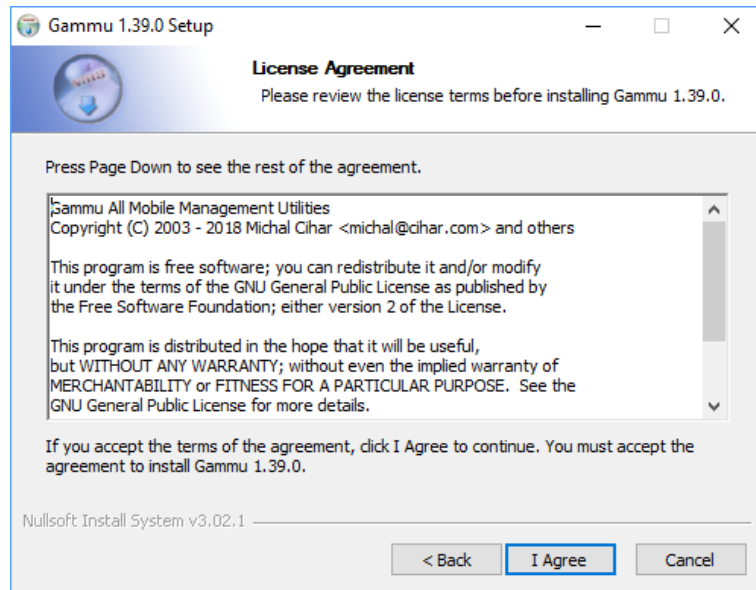 Gammu 1.39.0 Setup
License Agreement
Please review the license terms before installing Gammu 1.39.0.
Press Page Down to see the rest of the agreement.
Gammu All Mobile Management Utilities
Copyright (C) 2003 - 2018 Michal Cihar <michal@cihar.com> and others
This program is free software; you can redistribute it and/or modify
it under the terms of the GNU General Public License as published by
the Free Software Foundation; either version 2 of the License.
This program is distributed in the hope that it will be useful,
but WITHOUT ANY WARRANTY; without even the implied warranty of
MERCHANTABILITY or FITNESS FOR A PARTICULAR PURPOSE.  See the
GNU General Public License for more details.
If you accept the terms of the agreement, click I Agree to continue. You must accept the
agreement to install Gammu 1.39.0.
Nullsoft Install System v3.02.1
< Back
I Agree
Cancel